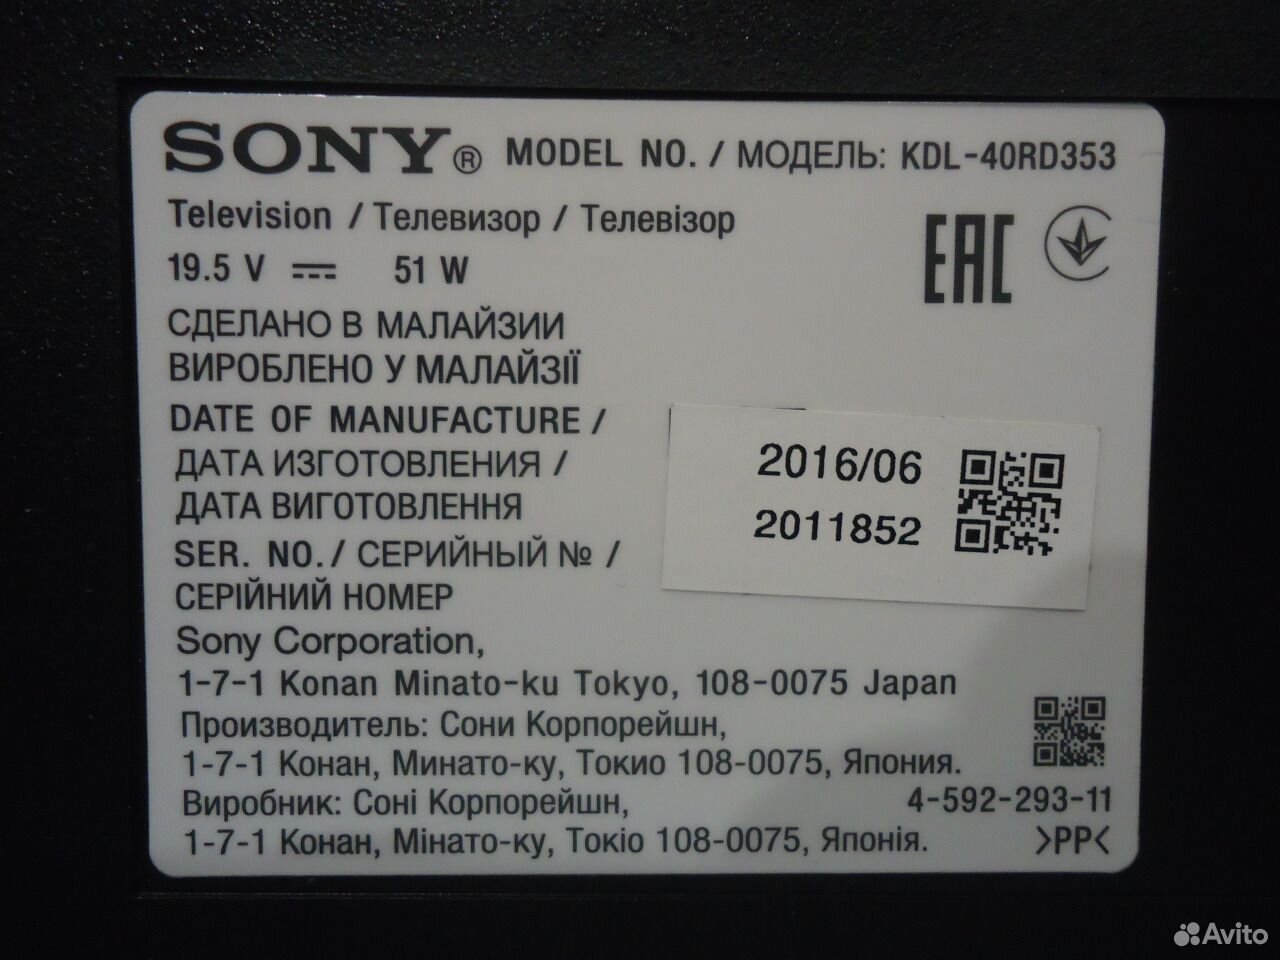 SONY® MODEL NO. / МОДЕЛЬ: KDL-40RD353
Television / Телевизор / Телевізор
19.5 V ⎓ 51 W
EAC
СДЕЛАНО В МАЛАЙЗИИ
ВИРОБЛЕНО У МАЛАЙЗІЇ
DATE OF MANUFACTURE /
ДАТА ИЗГОТОВЛЕНИЯ /
ДАТА ВИГОТОВЛЕННЯ
2016/06
SER. NO. / СЕРИЙНЫЙ № /
СЕРІЙНИЙ НОМЕР
2011852
Sony Corporation,
1-7-1 Konan Minato-ku Tokyo, 108-0075 Japan
Производитель: Сони Корпорейшн,
1-7-1 Конан, Минато-ку, Токио 108-0075, Япония.
Виробник: Соні Корпорейшн,
1-7-1 Конан, Мінато-ку, Токіо 108-0075, Японія.
4-592-293-11
>PP<
Avito